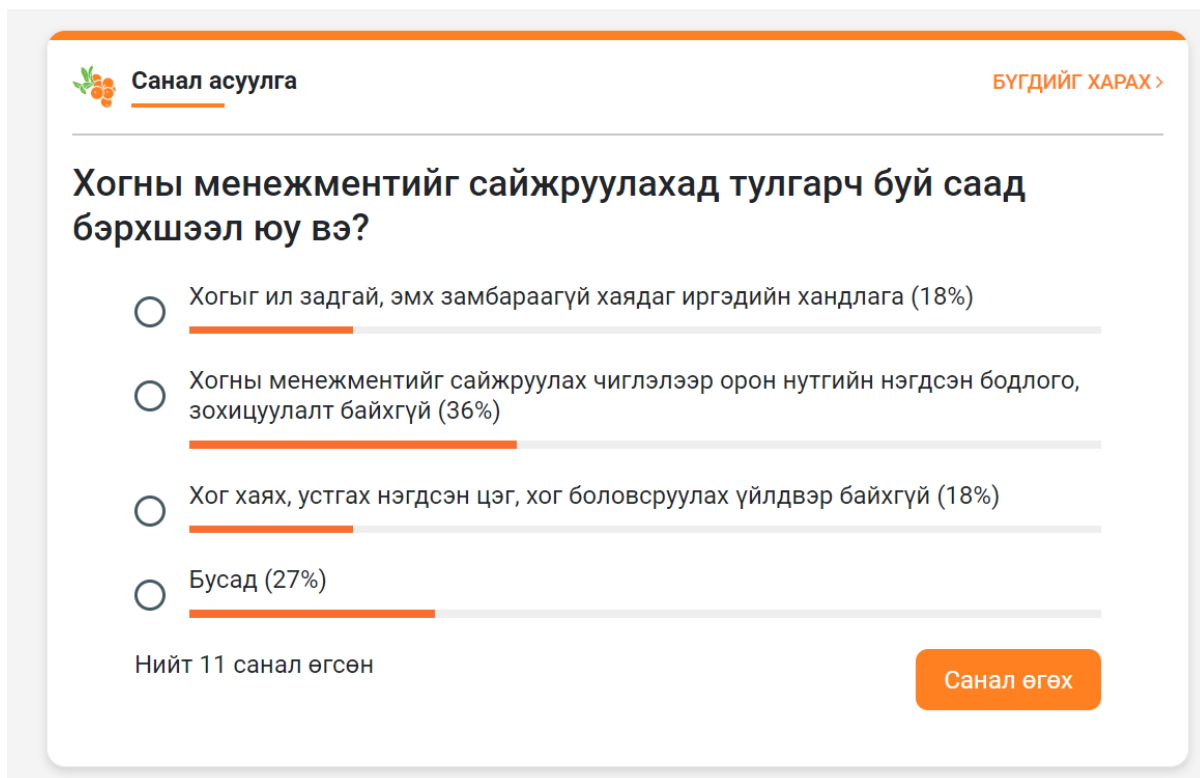 Санал асуулга
БҮГДИЙГ ХАРАХ >
Хогны менежментийг сайжруулахад тулгарч буй саад
бэрхшээл юу вэ?
Хогыг ил задгай, эмх замбараагүй хаядаг иргэдийн хандлага (18%)
Хогны менежментийг сайжруулах чиглэлээр орон нутгийн нэгдсэн бодлого,
зохицуулалт байхгүй (36%)
Хог хаях, устгах нэгдсэн цэг, хог боловсруулах үйлдвэр байхгүй (18%)
Бусад (27%)
Нийт 11 санал өгсөн
Санал өгөх